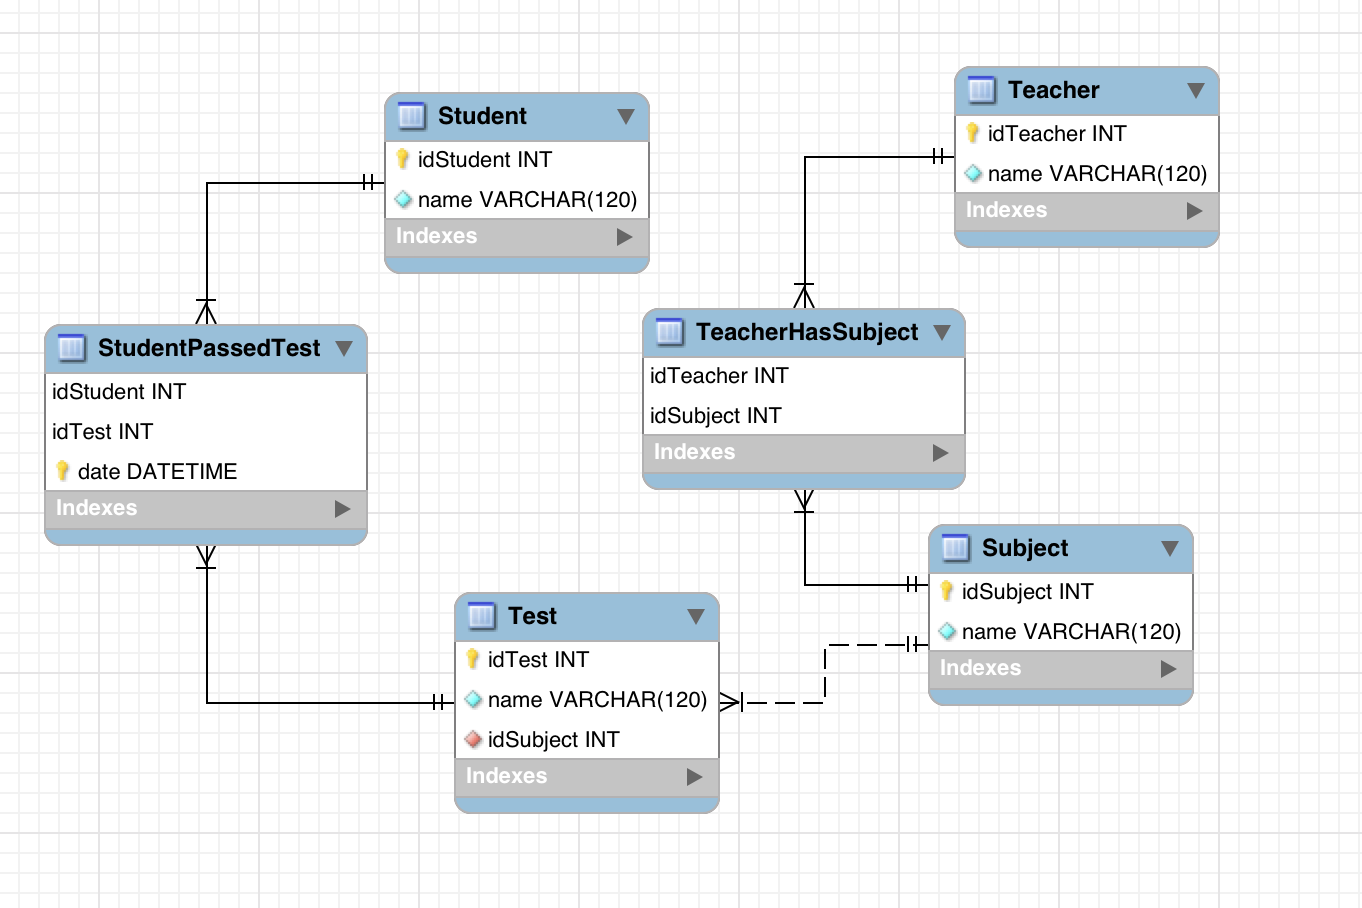 Student
idStudent INT
name VARCHAR(120)
Indexes
Teacher
idTeacher INT
name VARCHAR(120)
Indexes
StudentPassedTest
idStudent INT
idTest INT
date DATETIME
Indexes
TeacherHasSubject
idTeacher INT
idSubject INT
Indexes
Test
idTest INT
name VARCHAR(120)
idSubject INT
Indexes
Subject
idSubject INT
name VARCHAR(120)
Indexes